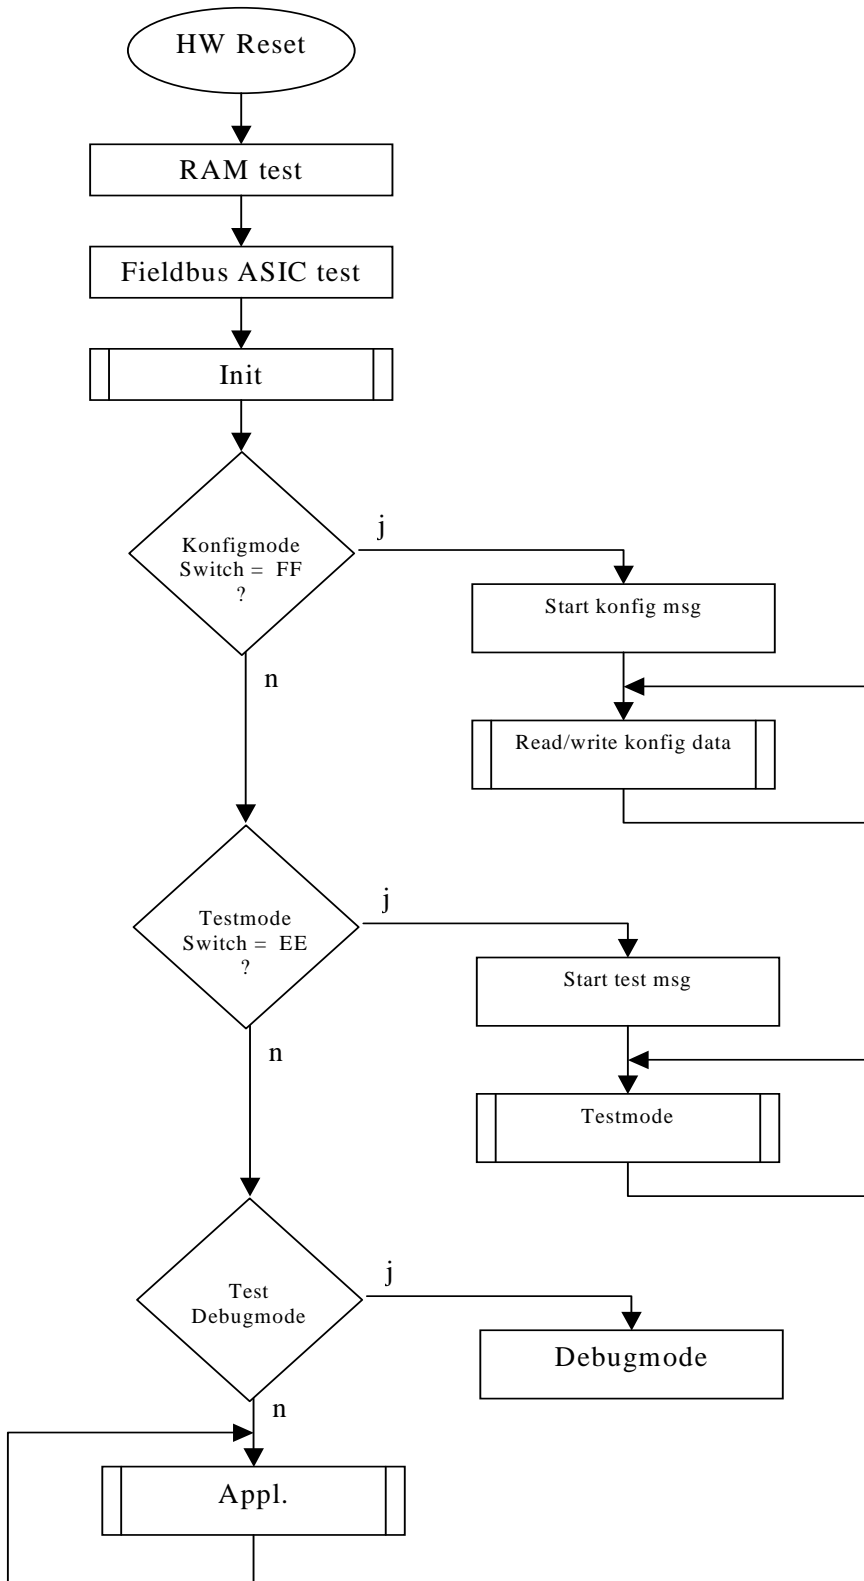 HW Reset
RAM test
Fieldbus ASIC test
Init
Konfigmode
Switch = FF
?
j
Start konfig msg
n
Read/write konfig data
Testmode
Switch = EE
?
j
Start test msg
n
Testmode
Test
Debugmode
j
Debugmode
n
Appl.